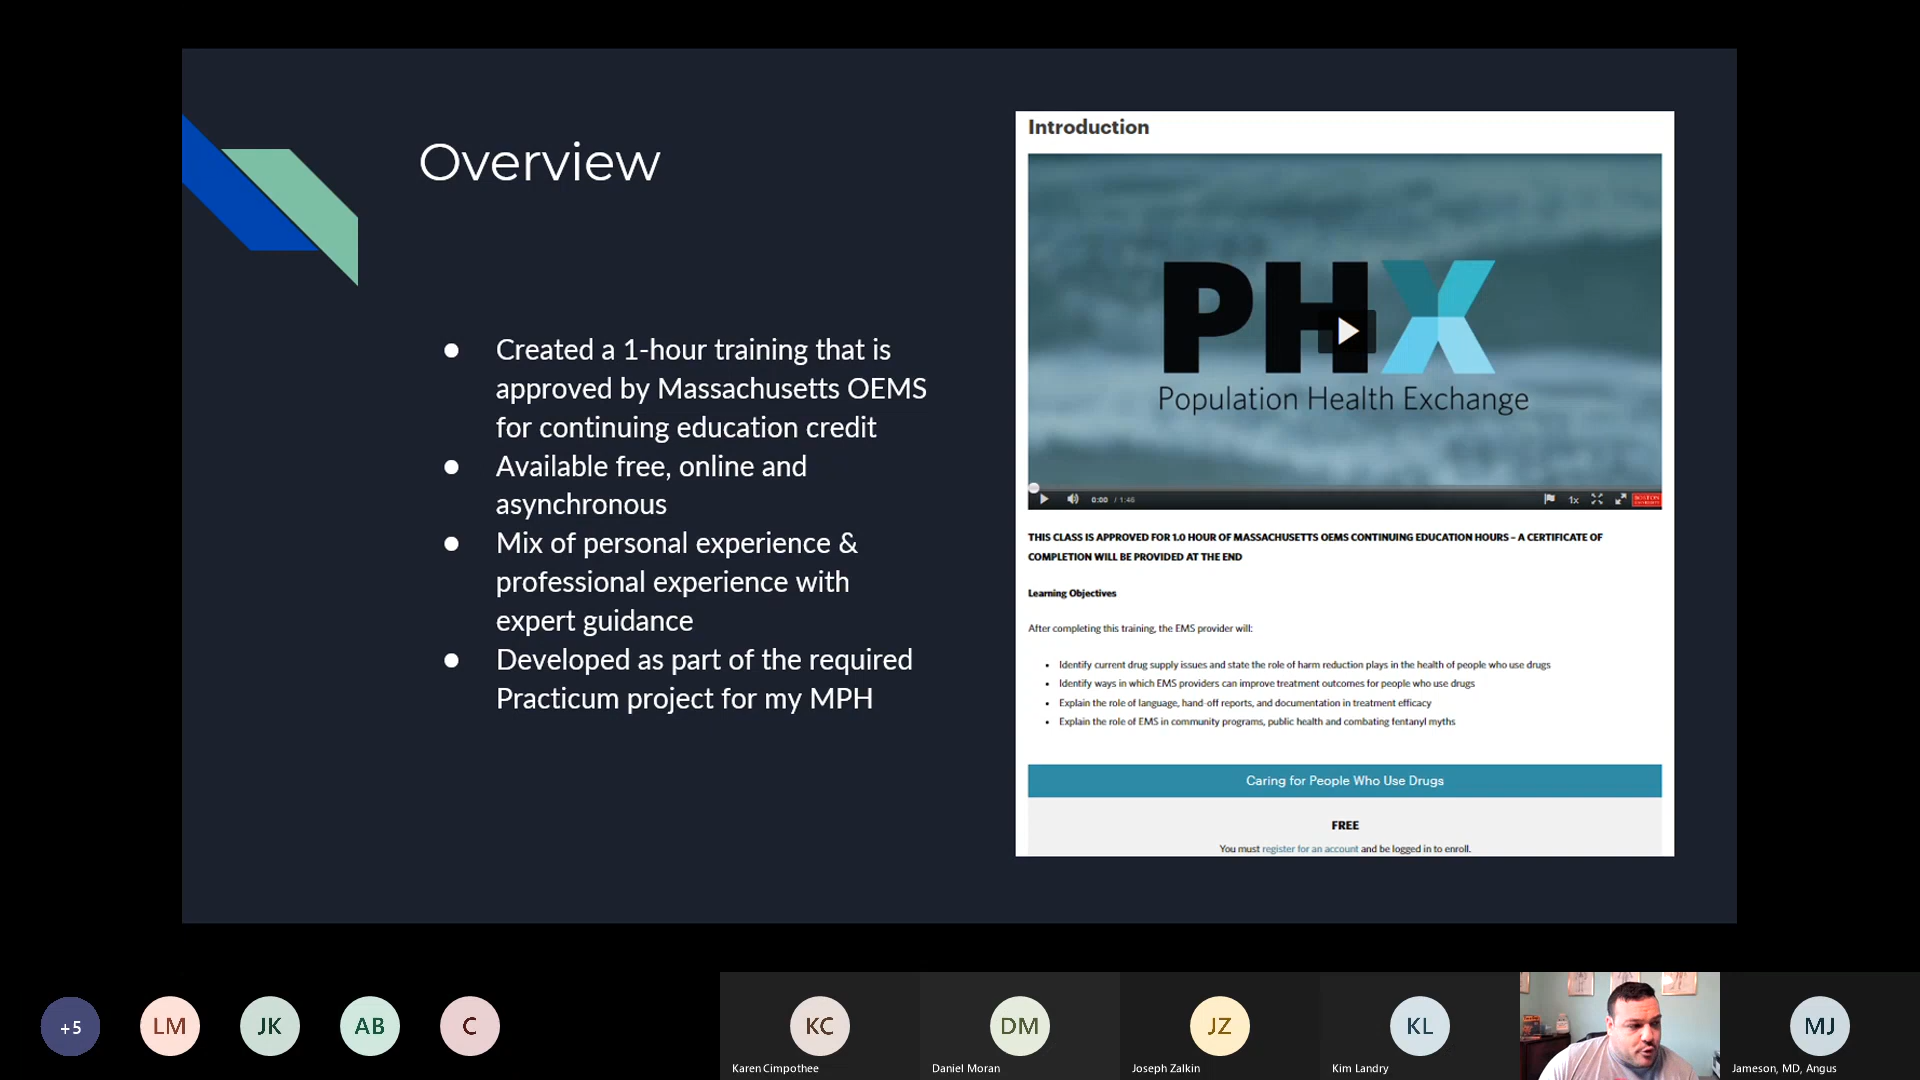 Overview
Created a 1-hour training that is
approved by Massachusetts OEMS
for continuing education credit
Available free, online and
asynchronous
Mix of personal experience &
professional experience with
expert guidance
Developed as part of the required
Practicum project for my MPH
Introduction
PHX
Population Health Exchange
0:00 / 1:46
1x
BOSTON
UNIVERSITY
THIS CLASS IS APPROVED FOR 1.0 HOUR OF MASSACHUSETTS OEMS CONTINUING EDUCATION HOURS – A CERTIFICATE OF
COMPLETION WILL BE PROVIDED AT THE END
Learning Objectives
After completing this training, the EMS provider will:
Identify current drug supply issues and state the role of harm reduction plays in the health of people who use drugs
Identify ways in which EMS providers can improve treatment outcomes for people who use drugs
Explain the role of language, hand-off reports, and documentation in treatment efficacy
Explain the role of EMS in community programs, public health and combating fentanyl myths
Caring for People Who Use Drugs
FREE
You must register for an account and be logged in to enroll.
+5
LM
JK
AB
C
KC
Karen Cimpothee
DM
Daniel Moran
JZ
Joseph Zalkin
KL
Kim Landry
MJ
Jameson, MD, Angus